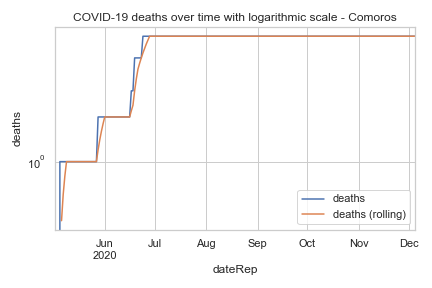 COVID-19 deaths over time with logarithmic scale - Comoros
deaths
10^0
deaths
deaths (rolling)
Jun Jul Aug Sep Oct Nov Dec
2020
dateRep